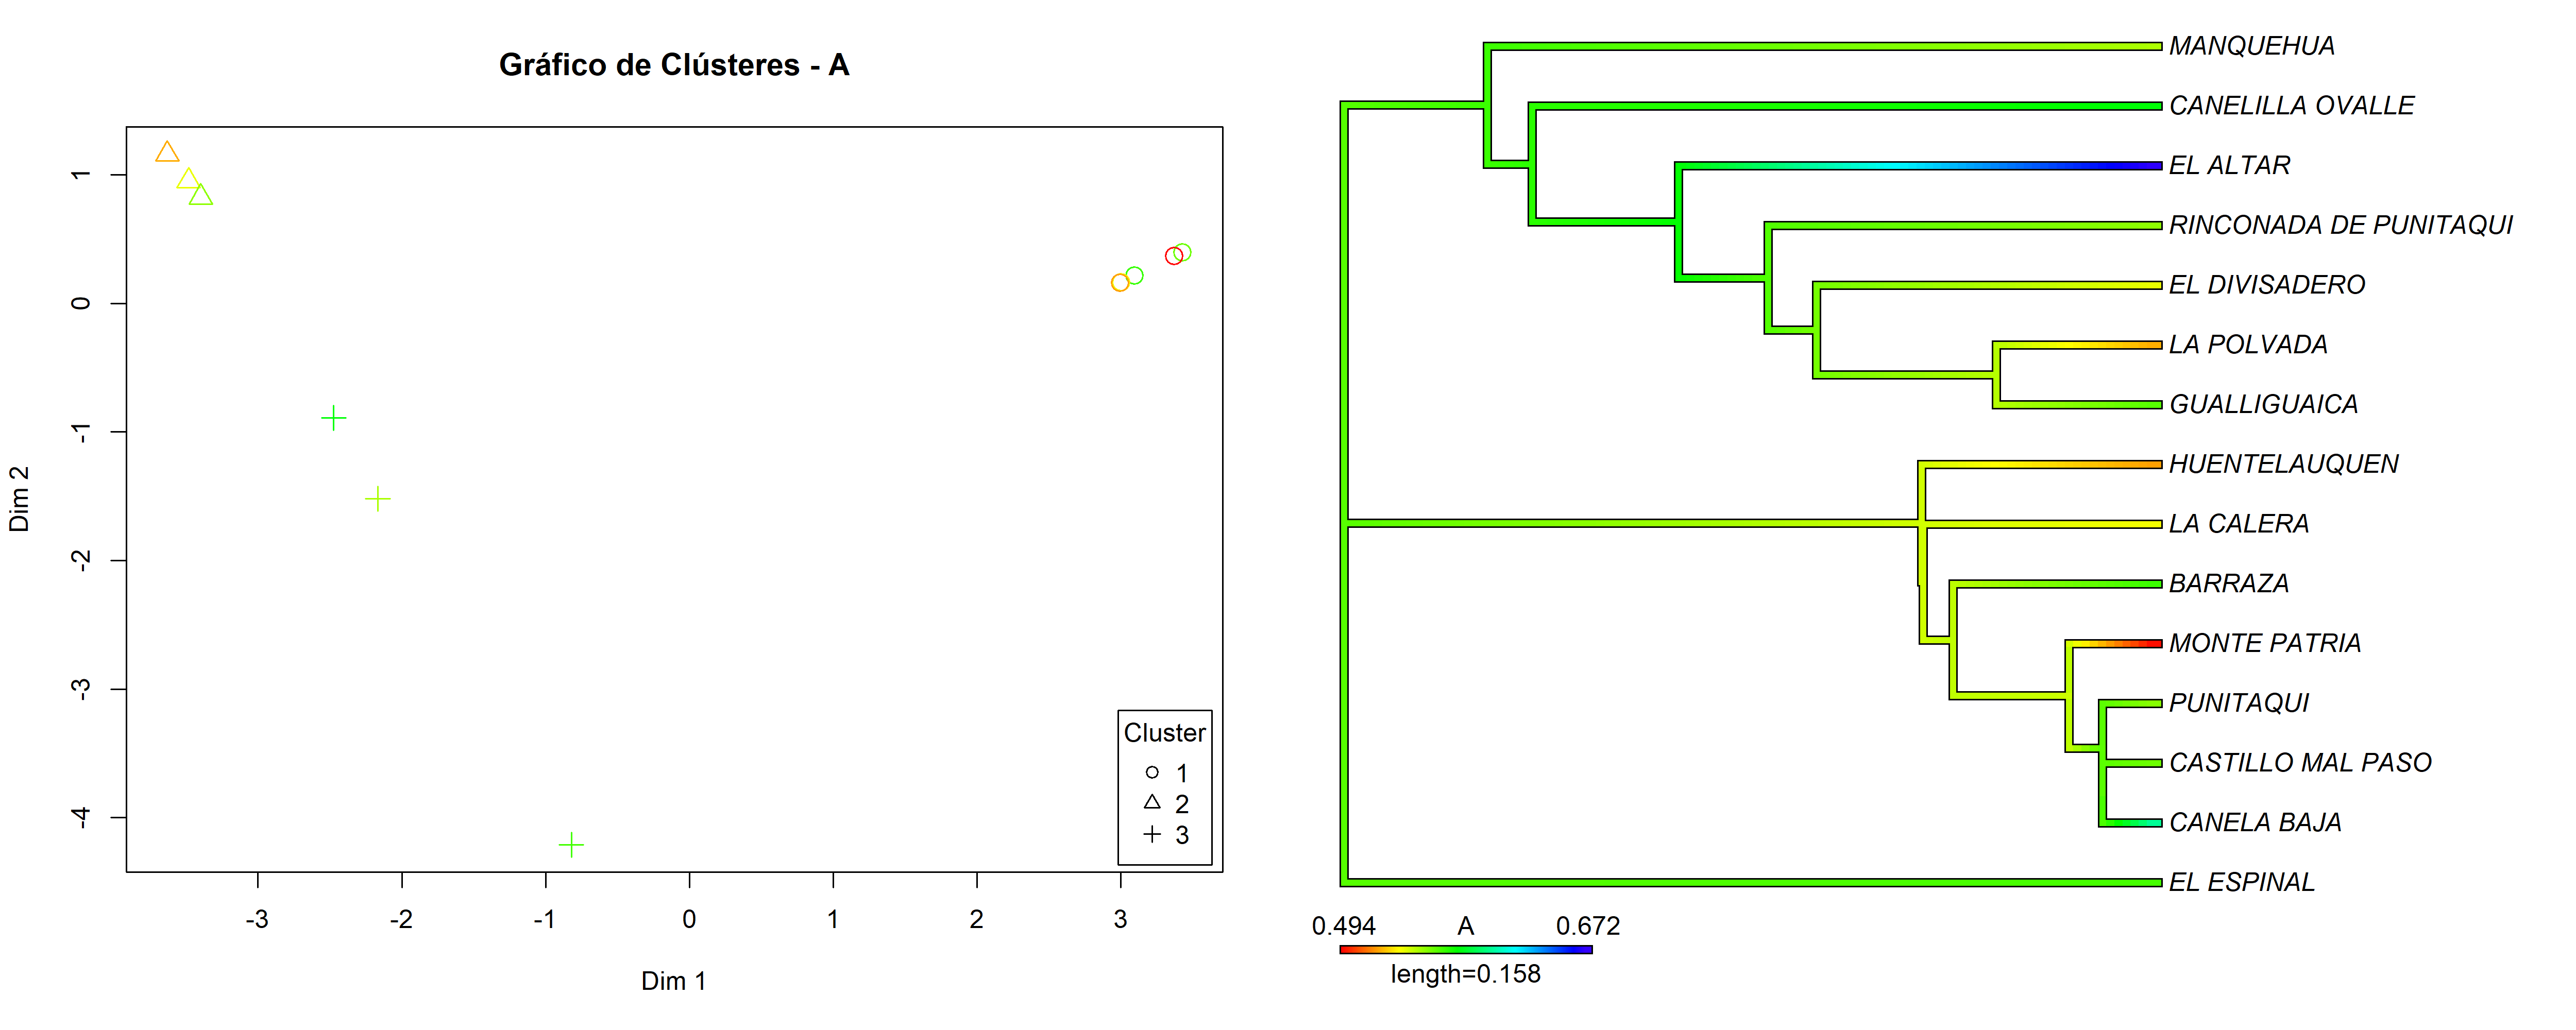 Gráfico de Clústeres - A
1
0
-1
-2
-3
-4
Dim 2
-3 -2 -1 0 1 2 3
Dim 1
Cluster
1
2
3
MANQUEHUA
CANELILLA OVALLE
EL ALTAR
RINCONADA DE PUNITAQUI
EL DIVISADERO
LA POLVADA
GUALLIGUAICA
HUENTELAUQUEN
LA CALERA
BARRAZA
MONTE PATRIA
PUNITAQUI
CASTILLO MAL PASO
CANELA BAJA
EL ESPINAL
0.494 A 0.672
length=0.158